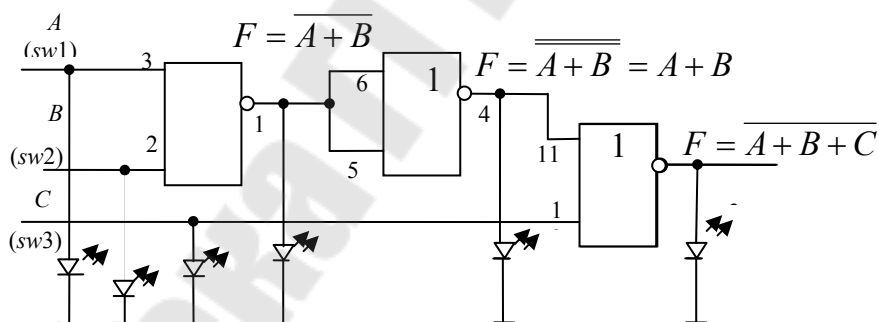 A
(sw1)
F = \overline{A + B}
3
1
6
F = \overline{\overline{A + B}} = A + B
B
1
4
2
5
11
1
F = \overline{A + B + C}
(sw2)
C
1
(sw3)